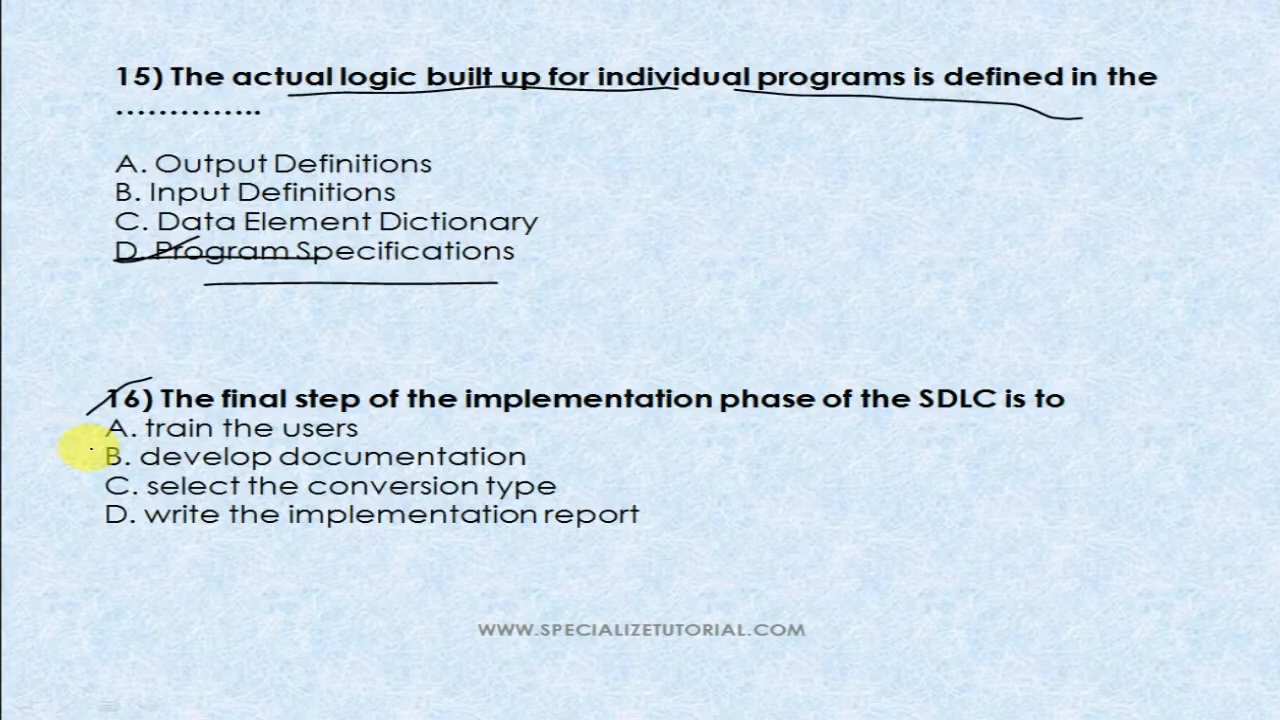 15) The actual logic built up for individual programs is defined in the
…………..
A. Output Definitions
B. Input Definitions
C. Data Element Dictionary
D. Program Specifications
16) The final step of the implementation phase of the SDLC is to
A. train the users
B. develop documentation
C. select the conversion type
D. write the implementation report
WWW.SPECIALIZETUTORIAL.COM